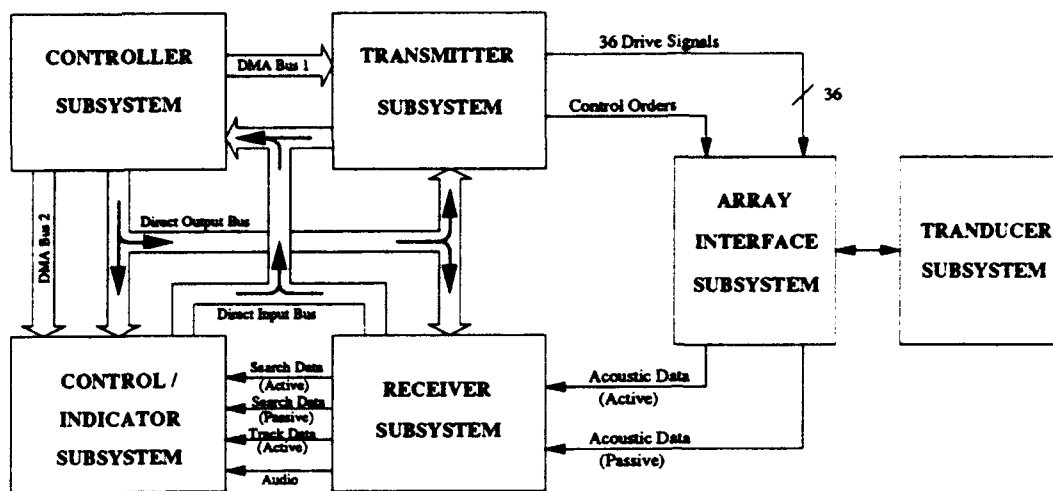 CONTROLLER
SUBSYSTEM
DMA Bus 1
TRANSMITTER
SUBSYSTEM
36 Drive Signals
36
Control Orders
ARRAY
INTERFACE
SUBSYSTEM
TRANDUCER
SUBSYSTEM
DMA Bus 2
Direct Output Bus
Direct Input Bus
CONTROL /
INDICATOR
SUBSYSTEM
Search Data
(Active)
Search Data
(Passive)
Track Data
(Active)
Audio
RECEIVER
SUBSYSTEM
Acoustic Data
(Active)
Acoustic Data
(Passive)